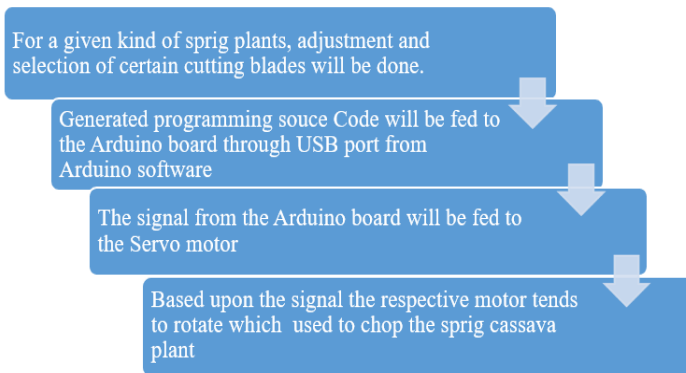 For a given kind of sprig plants, adjustment and
selection of certain cutting blades will be done.
Generated programming souce Code will be fed to
the Arduino board through USB port from
Arduino software
The signal from the Arduino board will be fed to
the Servo motor
Based upon the signal the respective motor tends
to rotate which used to chop the sprig cassava
plant